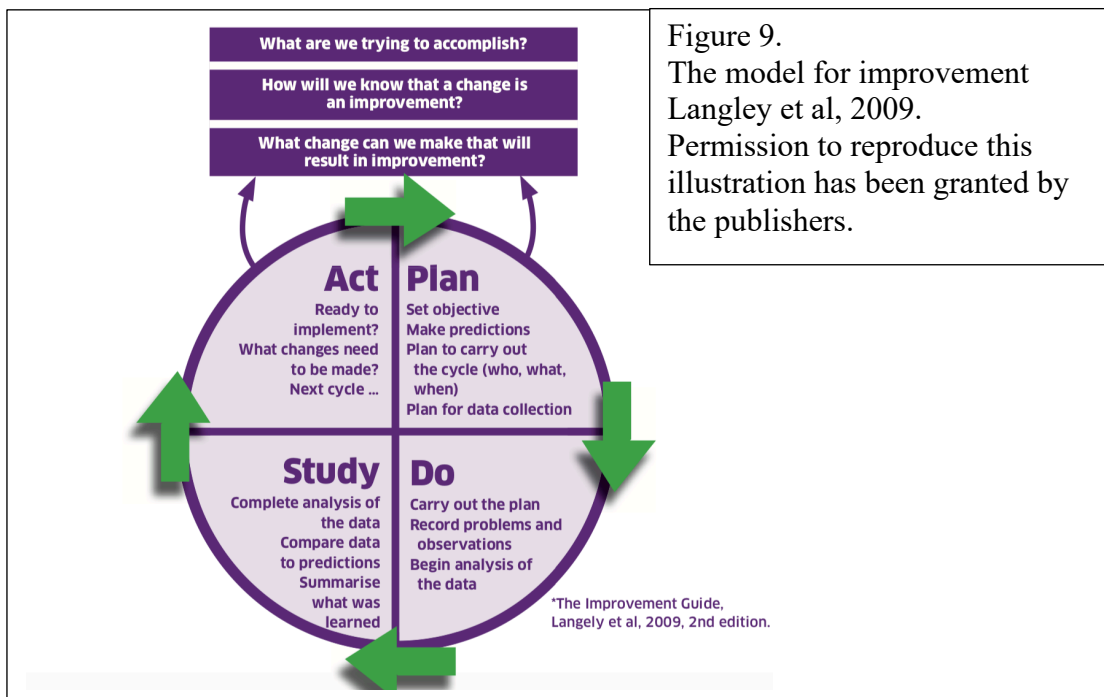 What are we trying to accomplish?
How will we know that a change is
an improvement?
What change can we make that will
result in improvement?
Figure 9.
The model for improvement
Langley et al, 2009.
Permission to reproduce this
illustration has been granted by
the publishers.
Act
Ready to
implement?
What changes need
to be made?
Next cycle ...
Plan
Set objective
Make predictions
Plan to carry out
the cycle (who, what,
when)
Plan for data collection
Study
Complete analysis of
the data
Compare data
to predictions
Summarise
what was
learned
Do
Carry out the plan
Record problems and
observations
Begin analysis of
the data
*The Improvement Guide,
Langely et al, 2009, 2nd edition.